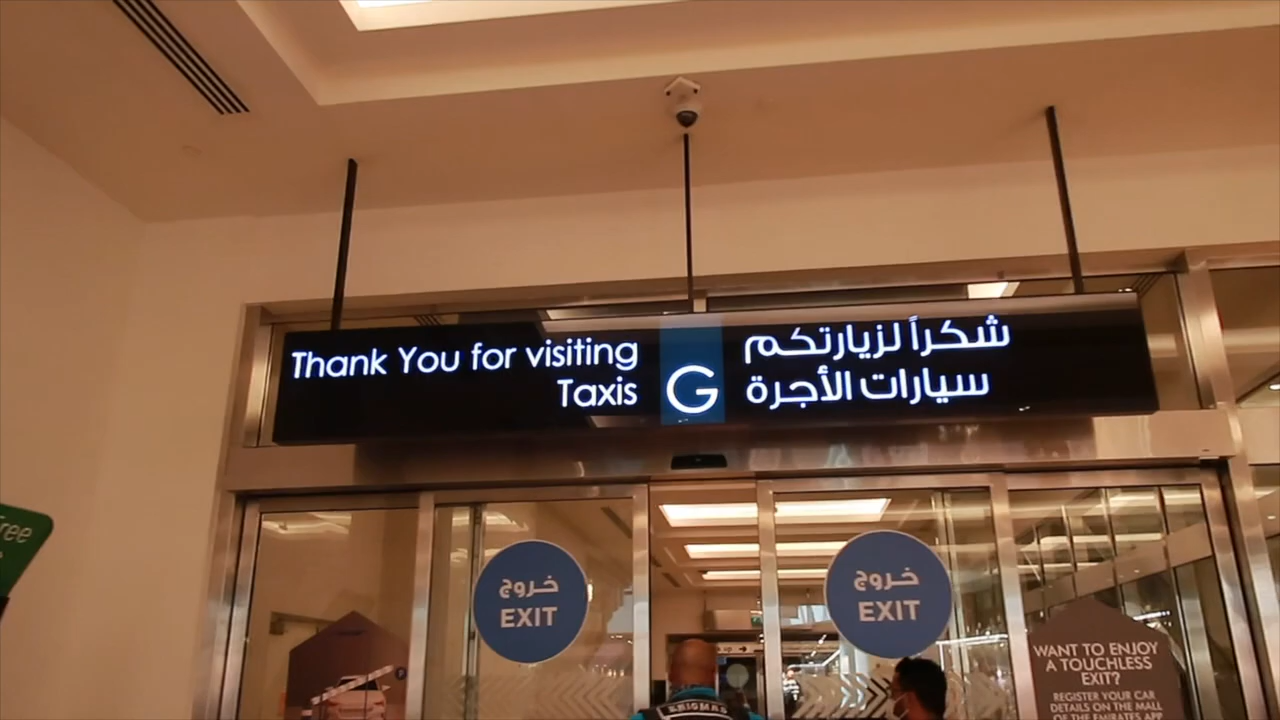 Thank You for visiting
Taxis
G
شكراً لزيارتكم
سيارات الأجرة
خروج
EXIT
خروج
EXIT
WANT TO ENJOY
A TOUCHLESS
EXIT?
REGISTER YOUR CAR
DETAILS ON THE MALL
OF THE EMIRATES APP